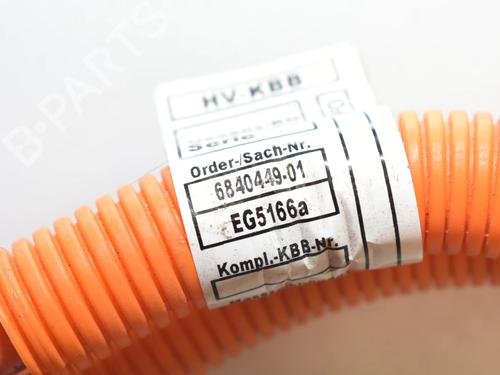 B-PARTS
HV-KBB
Serie
Order-/Sach-Nr.
6840449-01
EG5166a
Kompl.-KBB-Nr.